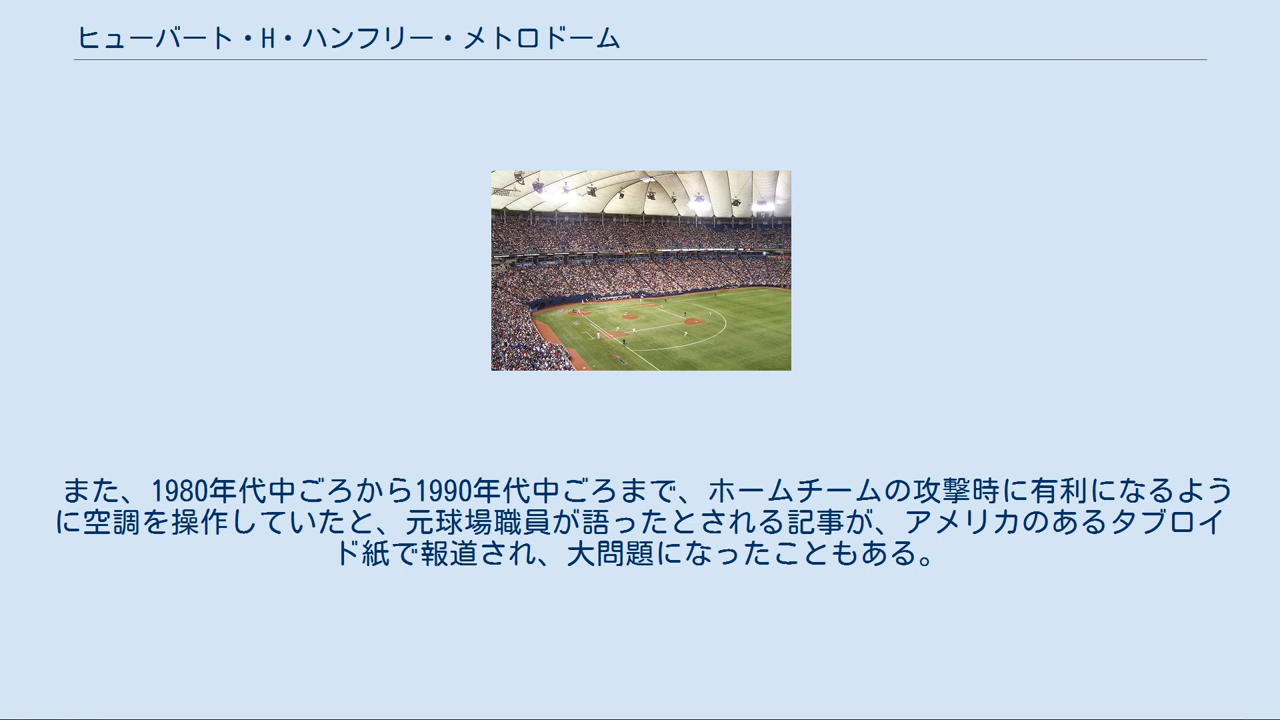 ヒューバート・H・ハンフリー・メトロドーム
また、1980年代中ごろから1990年代中ごろまで、ホームチームの攻撃時に有利になるよう
に空調を操作していたと、元球場職員が語ったとされる記事が、アメリカのあるタブロイ
ド紙で報道され、大問題になったこともある。